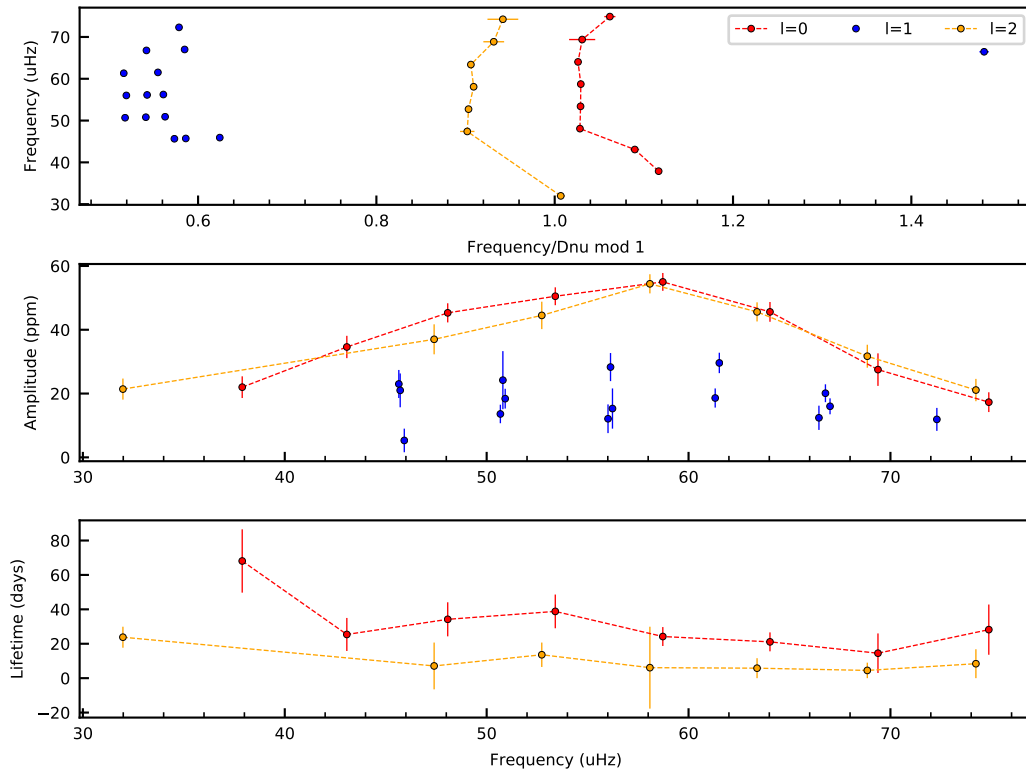 l=0 l=1 l=2
Frequency (uHz)
70
60
50
40
30
0.6 0.8 1.0 1.2 1.4
Frequency/Dnu mod 1
Amplitude (ppm)
60
40
20
0
30 40 50 60 70
Lifetime (days)
80
60
40
20
0
−20
30 40 50 60 70
Frequency (uHz)